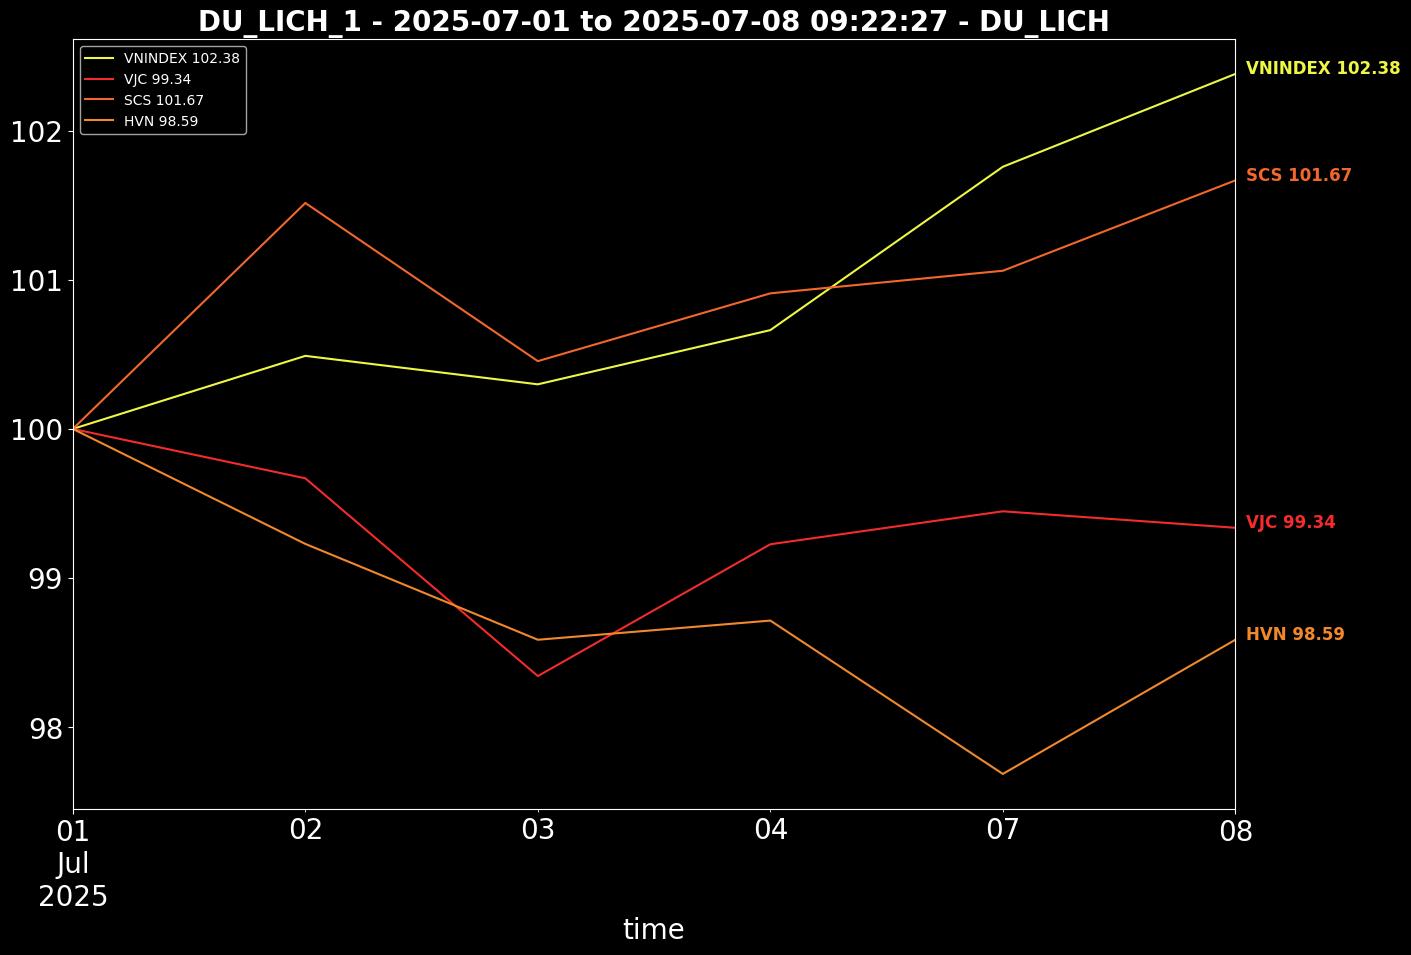 DU_LICH_1 - 2025-07-01 to 2025-07-08 09:22:27 - DU_LICH
VNINDEX 102.38
VJC 99.34
SCS 101.67
HVN 98.59
VNINDEX 102.38
SCS 101.67
VJC 99.34
HVN 98.59
102
101
100
99
98
01 02 03 04 07 08
Jul
2025
time